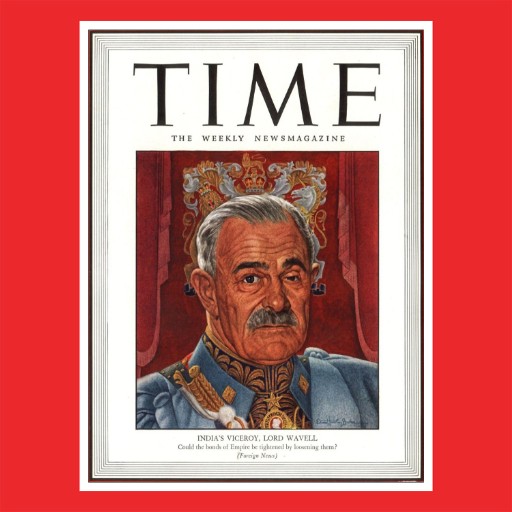 TIME
THE WEEKLY NEWSMAGAZINE
INDIA'S VICEROY, LORD WAVELL
Could the bonds of Empire be tightened by loosening them?
(Foreign News)